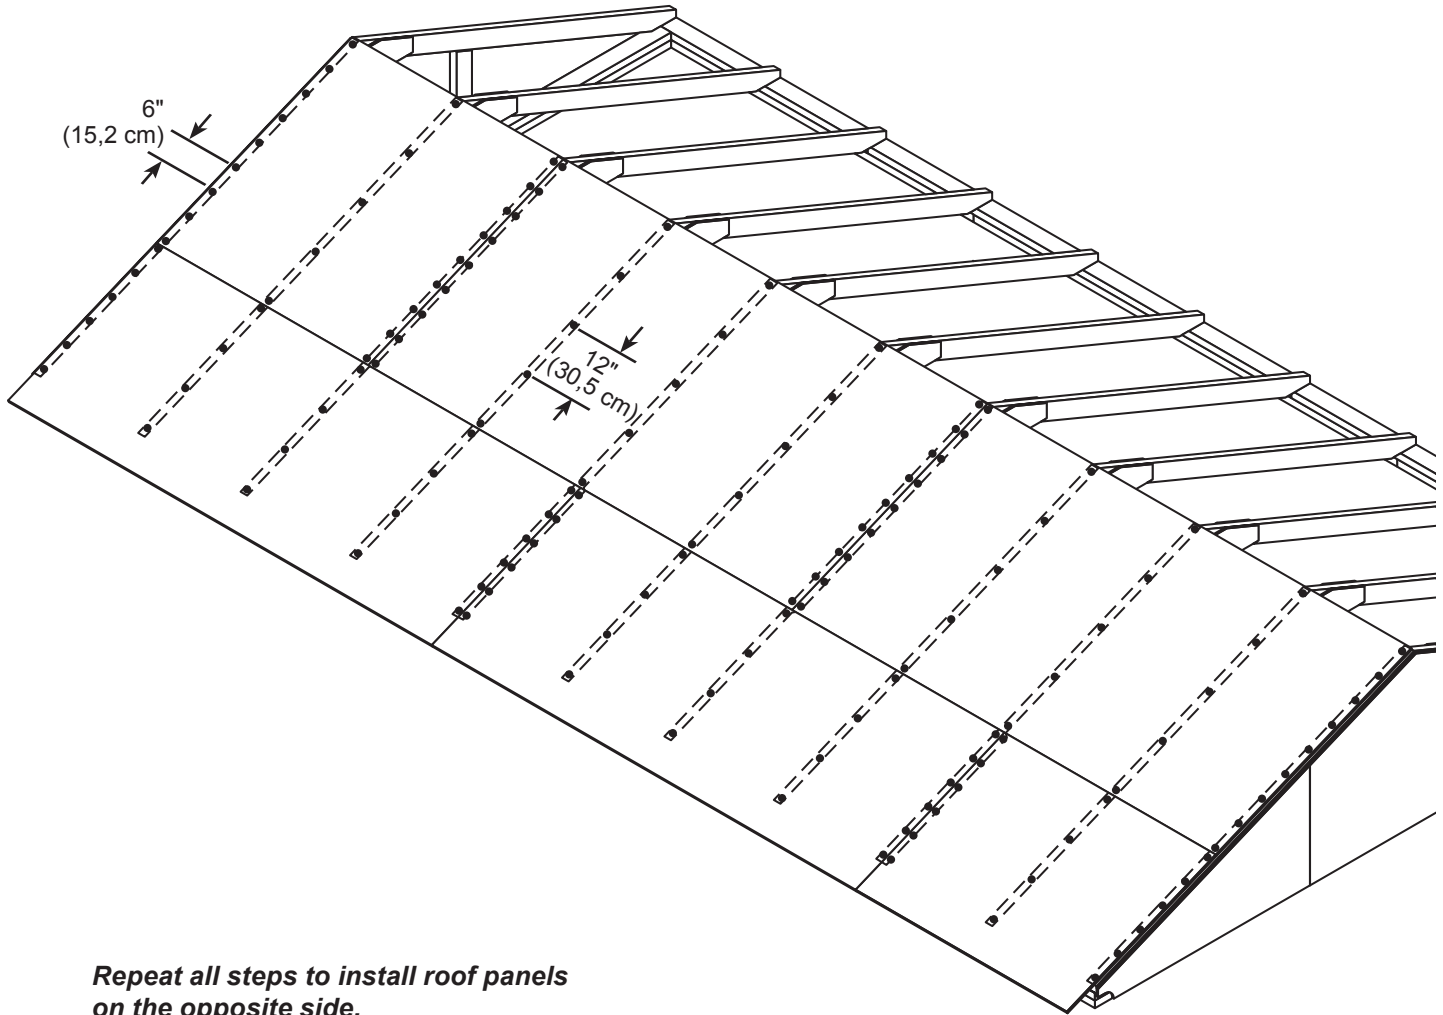 6"
(15,2 cm)
12"
(30,5 cm)
Repeat all steps to install roof panels
on the opposite side.